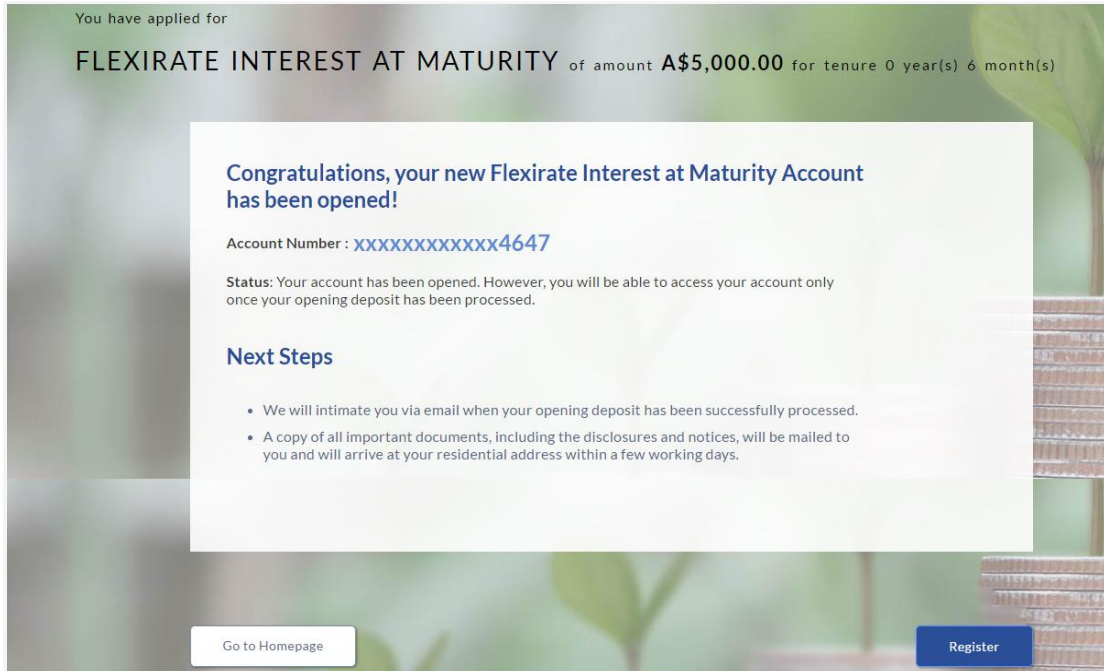 You have applied for
FLEXIRATE INTEREST AT MATURITY of amount A$5,000.00 for tenure 0 year(s) 6 month(s)
Congratulations, your new Flexirate Interest at Maturity Account
has been opened!
Account Number : xxxxxxxxxxxx4647
Status: Your account has been opened. However, you will be able to access your account only
once your opening deposit has been processed.
Next Steps
• We will intimate you via email when your opening deposit has been successfully processed.
• A copy of all important documents, including the disclosures and notices, will be mailed to
you and will arrive at your residential address within a few working days.
Go to Homepage
Register